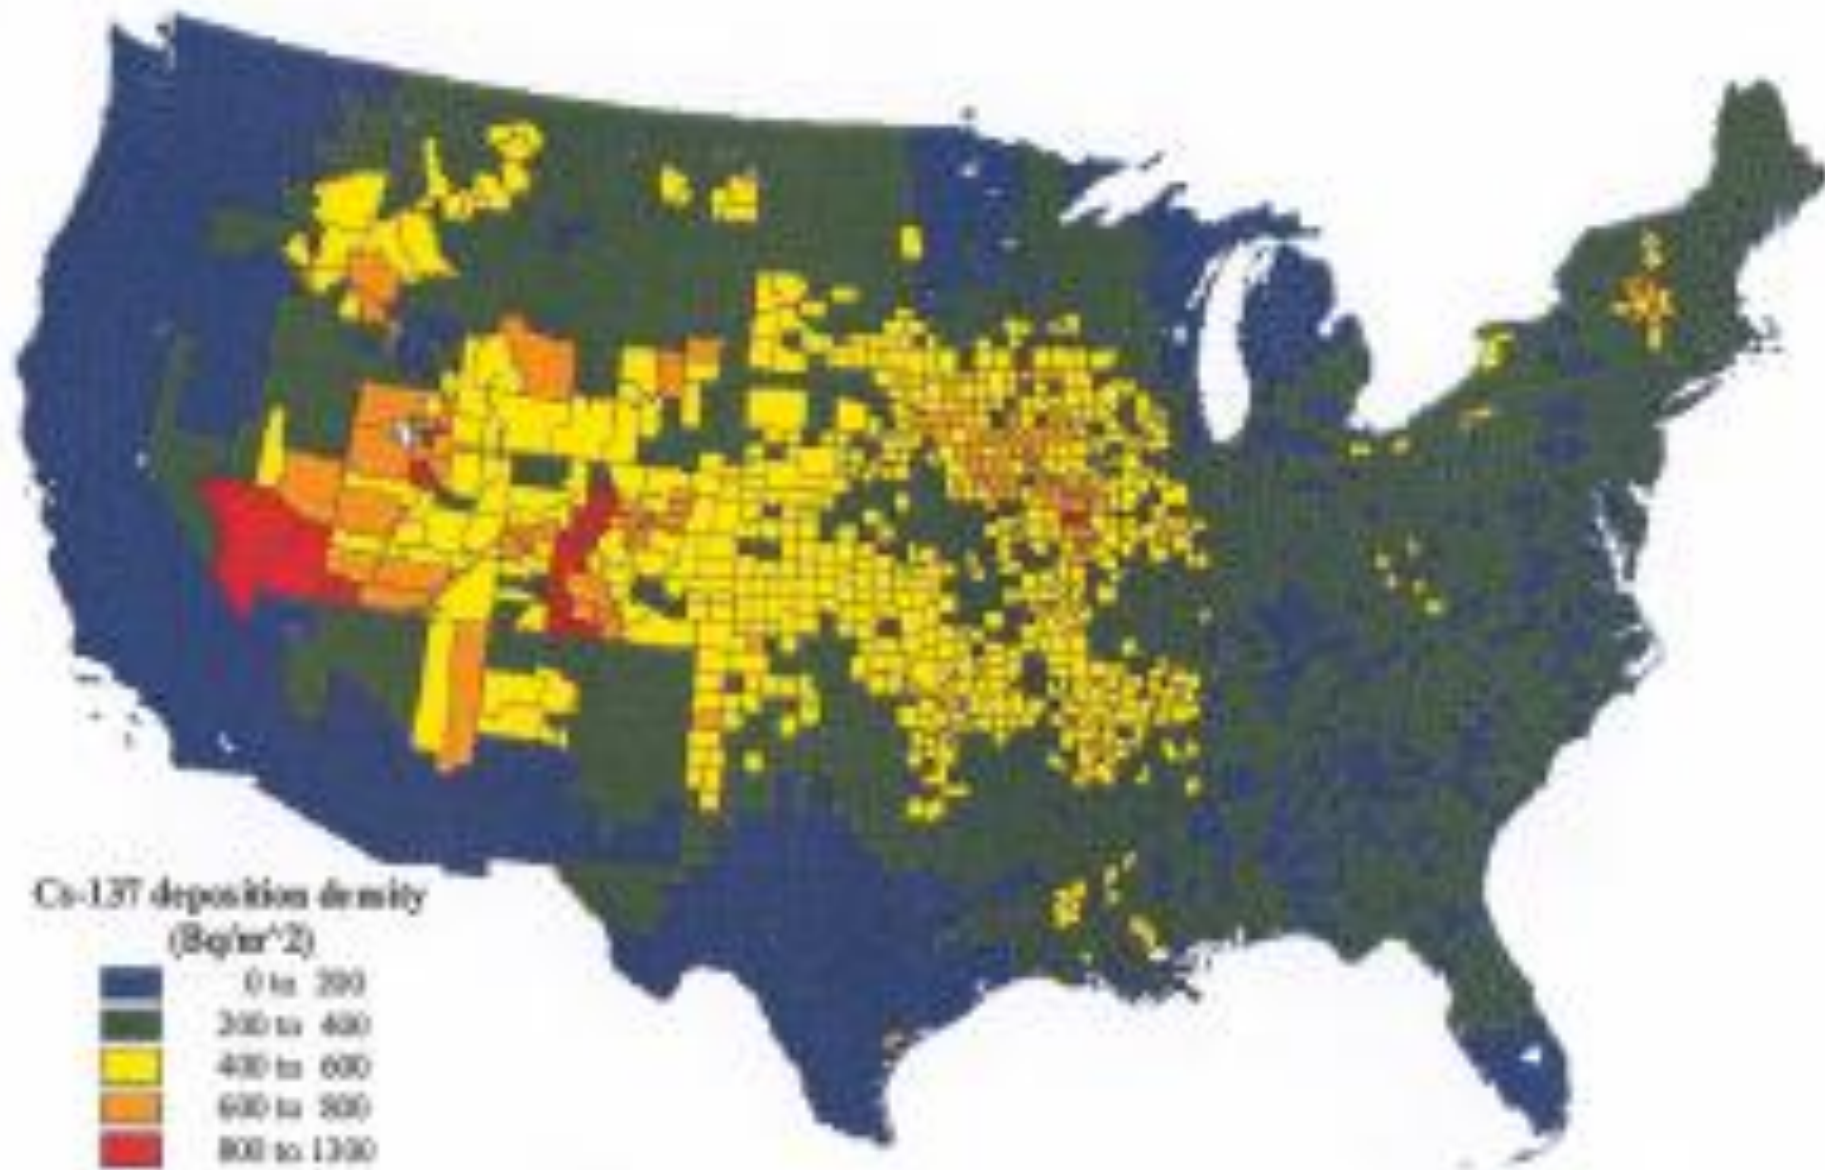 Cs-137 deposition density
(Bq/m^2)
0 to 200
200 to 400
400 to 600
600 to 800
800 to 1300